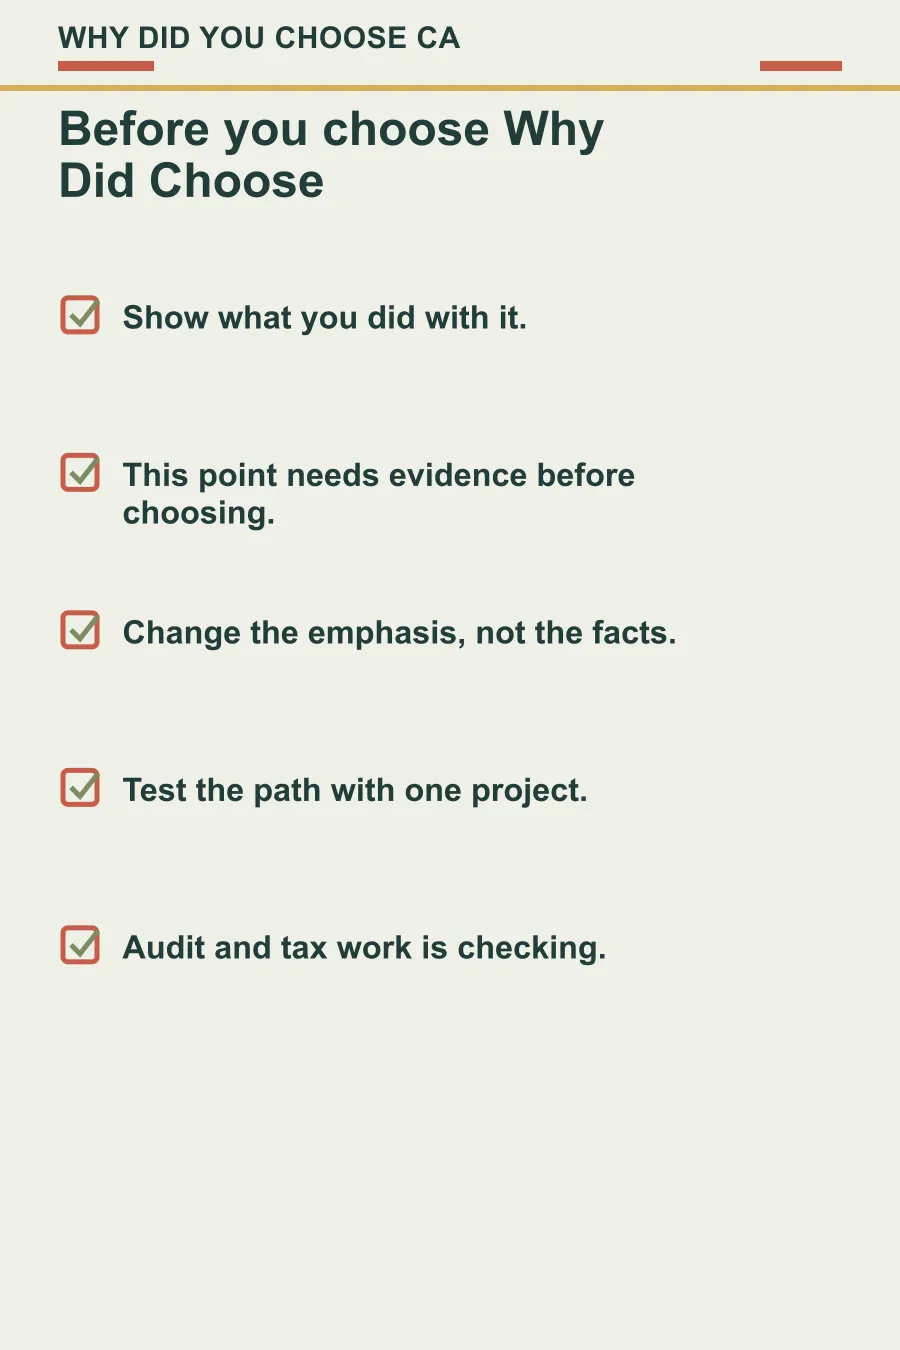 WHY DID YOU CHOOSE CA
Before you choose Why
Did Choose
Show what you did with it.
This point needs evidence before
choosing.
Change the emphasis, not the facts.
Test the path with one project.
Audit and tax work is checking.